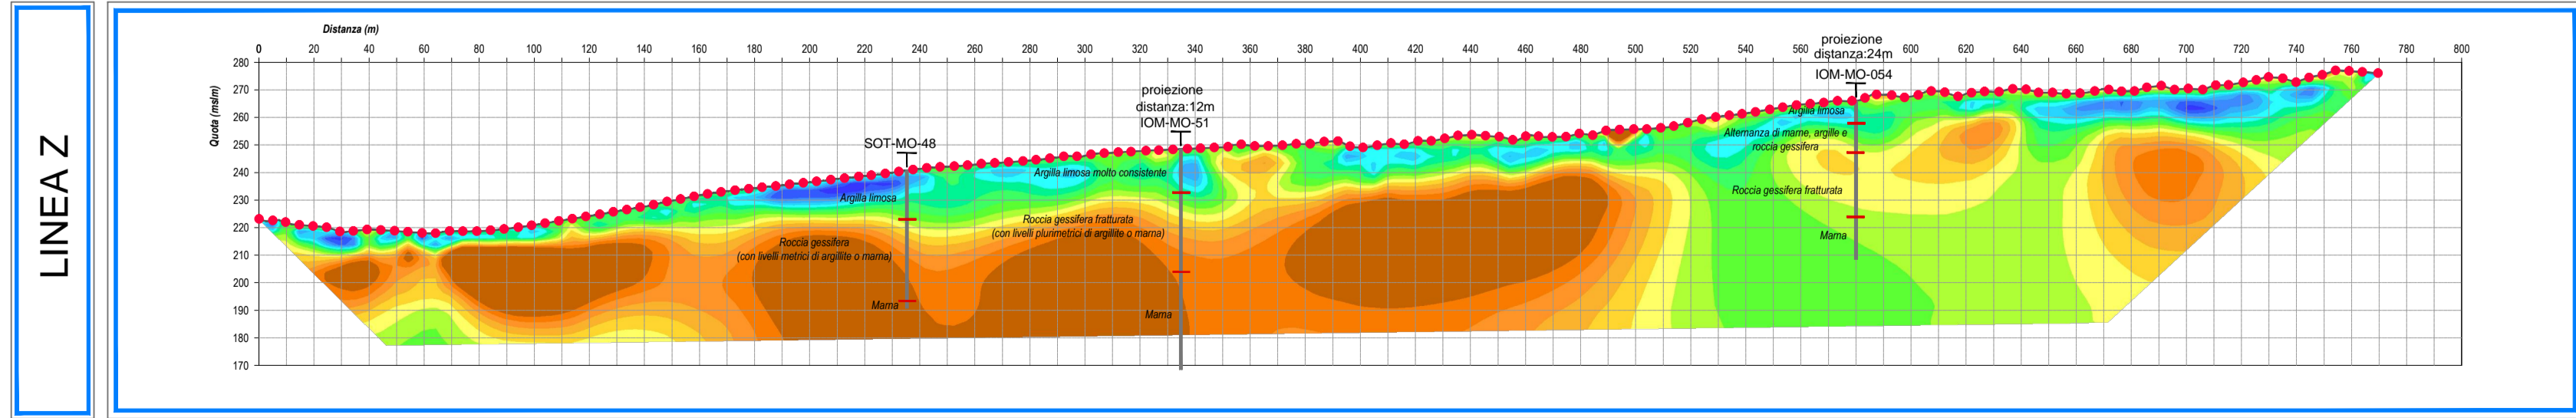 LINEA Z
Distanza (m)
0 20 40 60 80 100 120 140 160 180 200 220 240 260 280 300 320 340 360 380 400 420 440 460 480 500 520 540 560 600 620 640 660 680 700 720 740 760 780 800
Quota (mslm)
280
270
260
250
240
230
220
210
200
190
180
170
SOT-MO-48
Argilla limosa
Roccia gessifera
(con livelli metrici di argillite o marna)
Marna
proiezione
distanza:12m
IOM-MO-51
Argilla limosa molto consistente
Roccia gessifera fratturata
(con livelli plurimetrici di argillite o marna)
Marna
proiezione
distanza:24m
IOM-MO-054
Argilla limosa
Alternanza di marne, argille e
roccia gessifera
Roccia gessifera fratturata
Marna